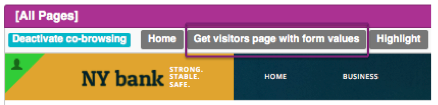 [All Pages]
Deactivate co-browsing Home Get visitors page with form values Highlight
NY bank STRONG. STABLE. SAFE. HOME BUSINESS